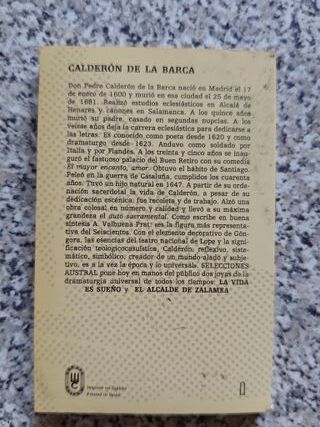 CALDERÓN DE LA BARCA
Don Pedro Calderón de la Barca nació en Madrid el 17
de enero de 1600 y murió en esa ciudad el 25 de mayo
de 1681. Realizó estudios eclesiásticos en Alcalá de
Henares y cánones en Salamanca. A los quince años
murió su padre, casado en segundas nupcias. A los
veinte años deja la carrera eclesiástica para dedicarse a
las letras. Es conocido como poeta desde 1620 y como
dramaturgo desde 1623. Anduvo como soldado por
Italia y por Flandes. A los treinta y cinco años se inau-
guró el fastuoso palacio del Buen Retiro con su comedia
El mayor encanto, amor. Obtuvo el hábito de Santiago.
Peleó en la guerra de Cataluña, cumplidos los cuarenta
años. Tuvo un hijo natural en 1647. A partir de su orde-
nación sacerdotal la vida de Calderón, a pesar de su
dedicación escénica, fue recoleta y de trabajo. Alzó una
obra colosal en número y calidad y llevó a su máxima
grandeza el auto sacramental. Como escribe en buena
síntesis A. Valbuena Prat: «es la figura más representa-
tiva del Seiscientos. Con el elemento decorativo de Gón-
gora, las esencias del teatro nacional de Lope y la signi-
ficación teológicocasuística, Calderón, reflexivo, siste-
mático, simbólico, creador de un mundo alado y subje-
tivo, es a la vez la época y lo universal». SELECCIONES
AUSTRAL pone hoy en manos del público dos joyas de la
dramaturgia universal de todos los tiempos: LA VIDA
ES SUEÑO y EL ALCALDE DE ZALAMEA
Impreso en España
Printed in Spain